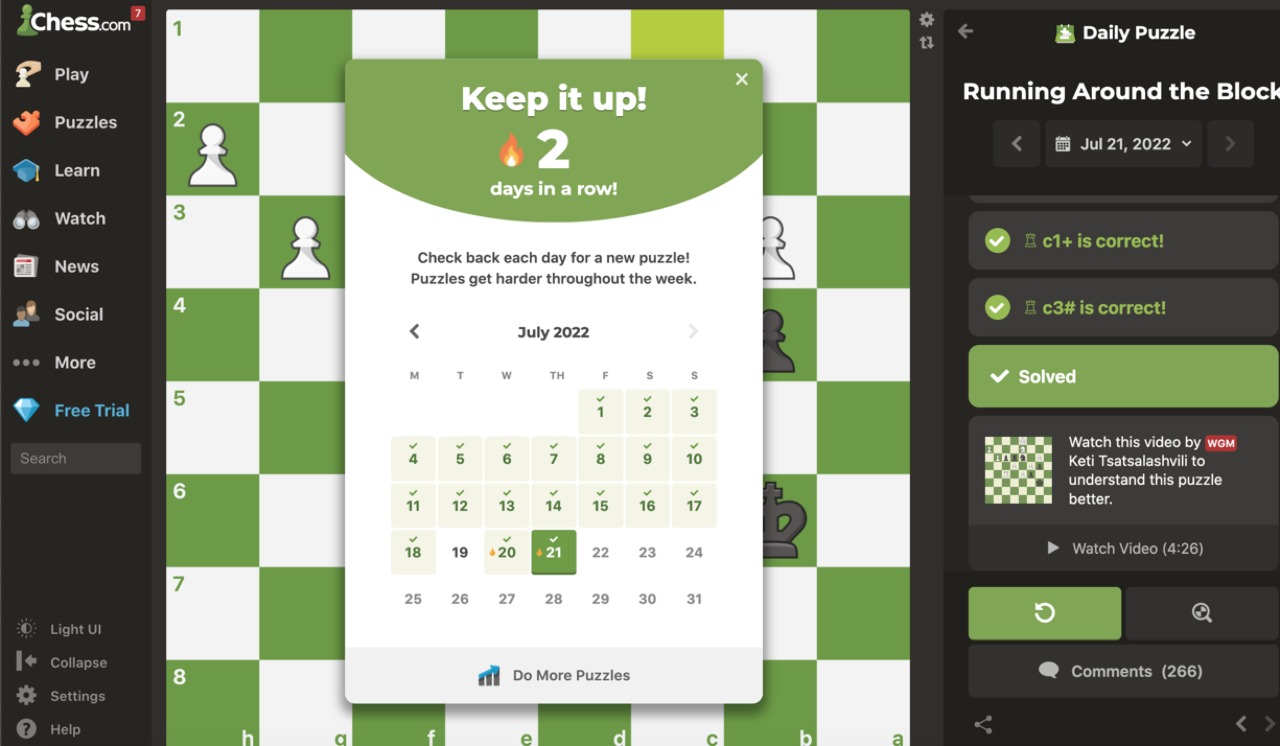 Chess.com
7
Play
Puzzles
Learn
Watch
News
Social
More
Free Trial
Search
Light UI
Collapse
Settings
Help
1
2
3
4
5
6
7
8
h
g
f
e
d
c
b
a
Keep it up!
2
days in a row!
Check back each day for a new puzzle!
Puzzles get harder throughout the week.
July 2022
M T W TH F S S
1 2 3
4 5 6 7 8 9 10
11 12 13 14 15 16 17
18 19 20 21 22 23 24
25 26 27 28 29 30 31
Do More Puzzles
Daily Puzzle
Running Around the Block
Jul 21, 2022
c1+ is correct!
c3# is correct!
Solved
Watch this video by WGM
Keti Tsatsalashvili to
understand this puzzle
better.
Watch Video (4:26)
Comments (266)